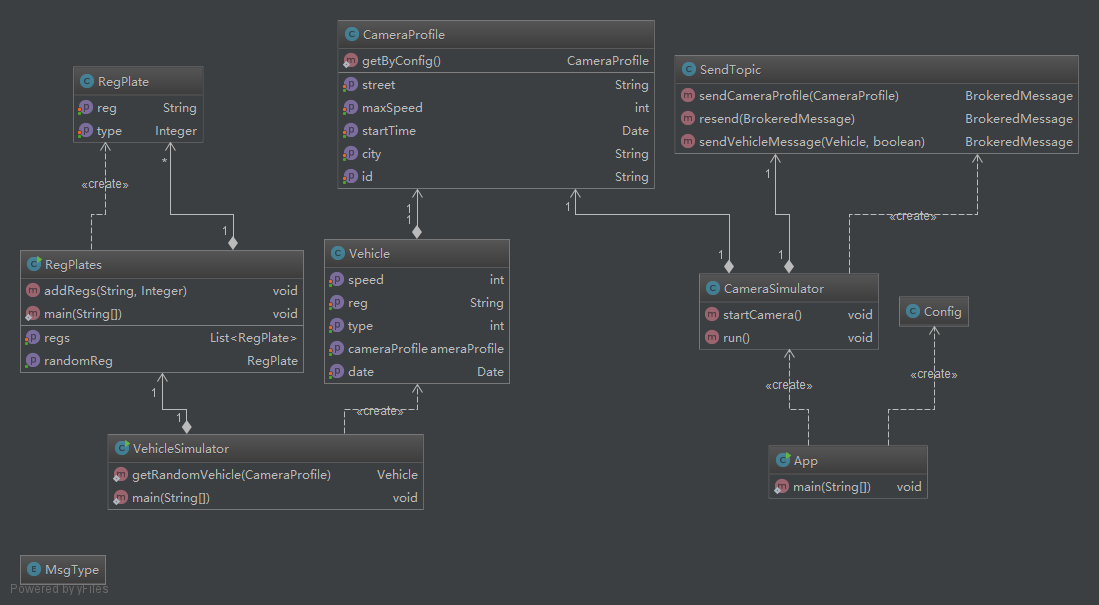 CameraProfile
getByConfig() CameraProfile
street String
maxSpeed int
startTime Date
city String
id String
RegPlate
reg String
type Integer
SendTopic
sendCameraProfile(CameraProfile) BrokeredMessage
resend(BrokeredMessage) BrokeredMessage
sendVehicleMessage(Vehicle, boolean) BrokeredMessage
*
«create»
1
1
1
1
1
«create»
1
1
1
RegPlates
addRegs(String, Integer) void
main(String[]) void
regs List<RegPlate>
randomReg RegPlate
Vehicle
speed int
reg String
type int
cameraProfile ameraProfile
date Date
CameraSimulator
startCamera() void
run() void
Config
1
1
«create»
«create»
«create»
VehicleSimulator
getRandomVehicle(CameraProfile) Vehicle
main(String[]) void
App
main(String[]) void
MsgType
Powered by yFiles